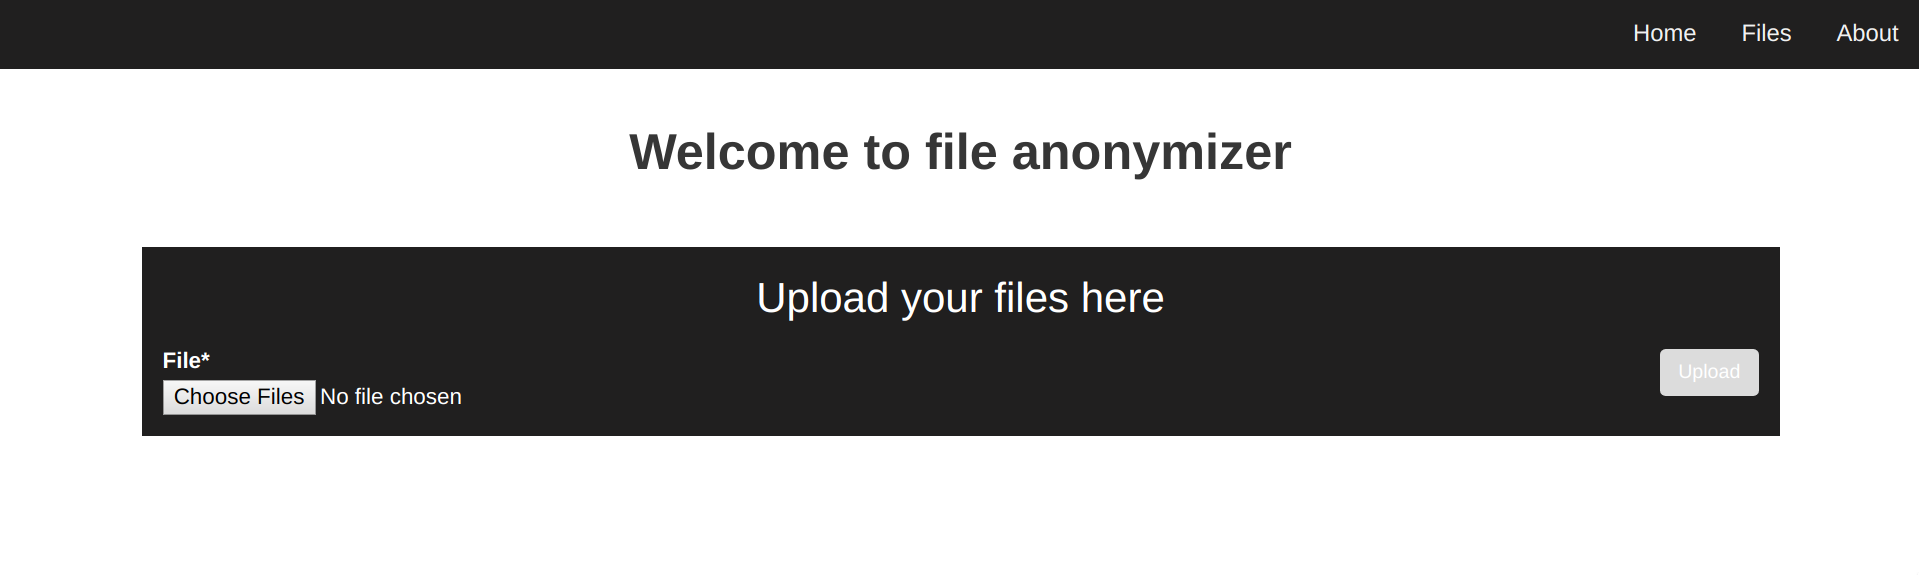 Home Files About
Welcome to file anonymizer
Upload your files here
File*
Choose Files No file chosen
Upload